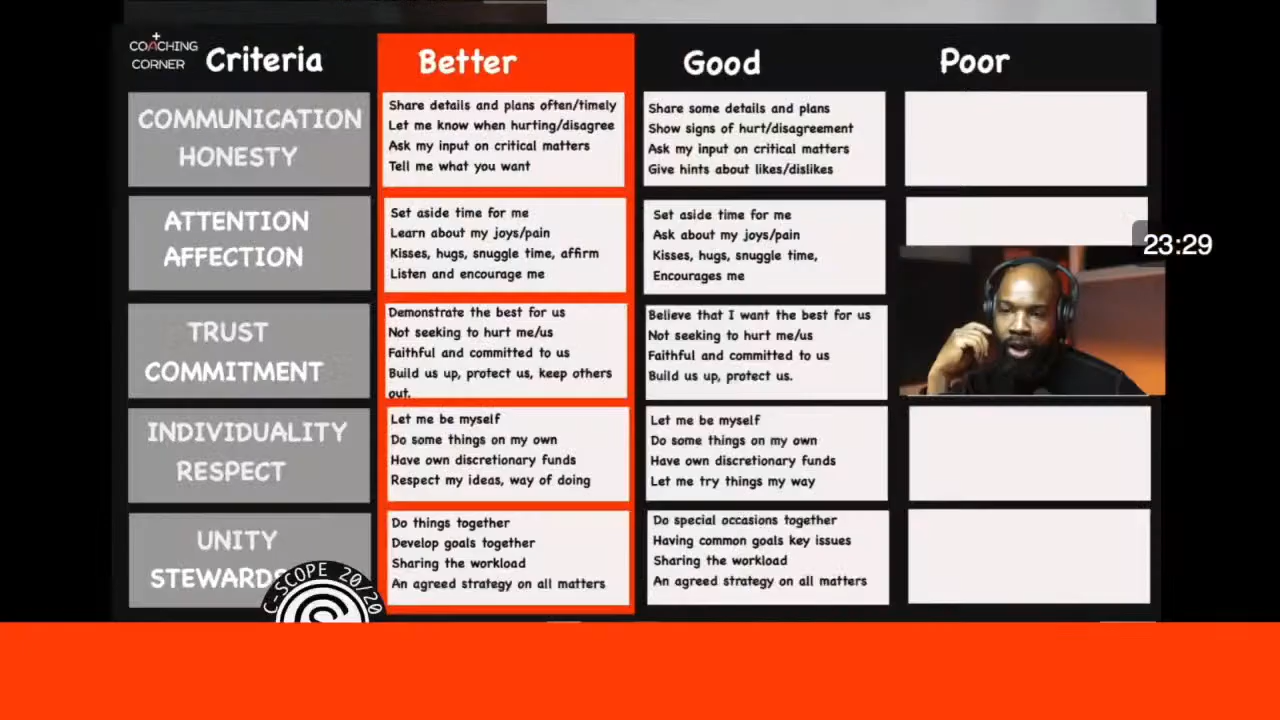 COACHING
CORNER
Criteria
Better
Good
Poor
COMMUNICATION
HONESTY
Share details and plans often/timely
Let me know when hurting/disagree
Ask my input on critical matters
Tell me what you want
Share some details and plans
Show signs of hurt/disagreement
Ask my input on critical matters
Give hints about likes/dislikes
ATTENTION
AFFECTION
Set aside time for me
Learn about my joys/pain
Kisses, hugs, snuggle time, affirm
Listen and encourage me
Set aside time for me
Ask about my joys/pain
Kisses, hugs, snuggle time,
Encourages me
23:29
TRUST
COMMITMENT
Demonstrate the best for us
Not seeking to hurt me/us
Faithful and committed to us
Build us up, protect us, keep others
out.
Believe that I want the best for us
Not seeking to hurt me/us
Faithful and committed to us
Build us up, protect us.
INDIVIDUALITY
RESPECT
Let me be myself
Do some things on my own
Have own discretionary funds
Respect my ideas, way of doing
Let me be myself
Do some things on my own
Have own discretionary funds
Let me try things my way
UNITY
STEWARDS
Do things together
Develop goals together
Sharing the workload
An agreed strategy on all matters
Do special occasions together
Having common goals key issues
Sharing the workload
An agreed strategy on all matters
C-SCOPE 20/20